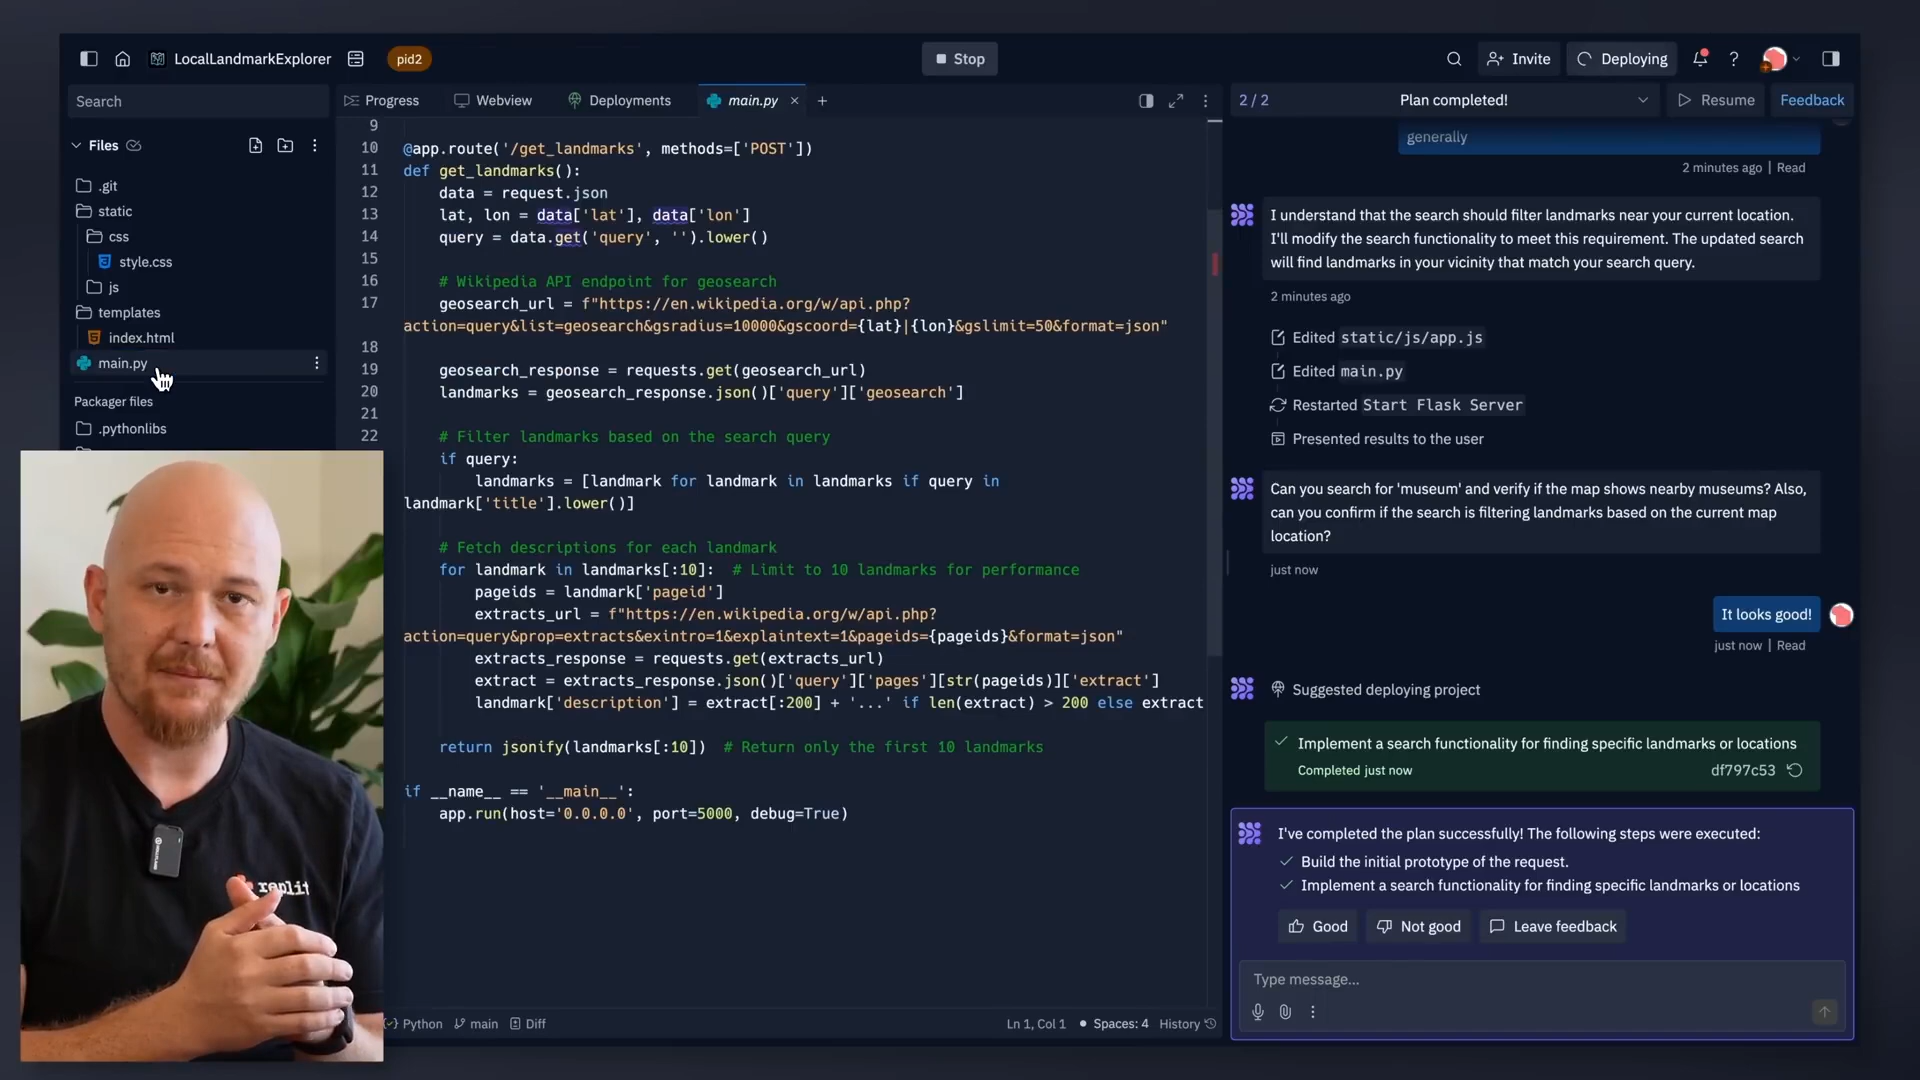 LocalLandmarkExplorer
pid2
Stop
Invite
Deploying
Search
Progress
Webview
Deployments
main.py
2 / 2
Plan completed!
Resume
Feedback
Files
.git
static
css
style.css
js
templates
index.html
main.py
Packager files
.pythonlibs
9
10 @app.route('/get_landmarks', methods=['POST'])
11 def get_landmarks():
12 data = request.json
13 lat, lon = data['lat'], data['lon']
14 query = data.get('query', '').lower()
15
16 # Wikipedia API endpoint for geosearch
17 geosearch_url = f"https://en.wikipedia.org/w/api.php?
action=query&list=geosearch&gsradius=10000&gscoord={lat}|{lon}&gslimit=50&format=json"
18
19 geosearch_response = requests.get(geosearch_url)
20 landmarks = geosearch_response.json()['query']['geosearch']
21
22 # Filter landmarks based on the search query
if query:
landmarks = [landmark for landmark in landmarks if query in
landmark['title'].lower()]
# Fetch descriptions for each landmark
for landmark in landmarks[:10]: # Limit to 10 landmarks for performance
pageids = landmark['pageid']
extracts_url = f"https://en.wikipedia.org/w/api.php?
action=query&prop=extracts&exintro=1&explaintext=1&pageids={pageids}&format=json"
extracts_response = requests.get(extracts_url)
extract = extracts_response.json()['query']['pages'][str(pageids)]['extract']
landmark['description'] = extract[:200] + '...' if len(extract) > 200 else extract
return jsonify(landmarks[:10]) # Return only the first 10 landmarks
if __name__ == '__main__':
app.run(host='0.0.0.0', port=5000, debug=True)
replit
Python
main
Diff
Ln 1, Col 1
Spaces: 4
History
generally
2 minutes ago | Read
I understand that the search should filter landmarks near your current location.
I'll modify the search functionality to meet this requirement. The updated search
will find landmarks in your vicinity that match your search query.
2 minutes ago
Edited static/js/app.js
Edited main.py
Restarted Start Flask Server
Presented results to the user
Can you search for 'museum' and verify if the map shows nearby museums? Also,
can you confirm if the search is filtering landmarks based on the current map
location?
just now
It looks good!
just now | Read
Suggested deploying project
Implement a search functionality for finding specific landmarks or locations
Completed just now
df797c53
I've completed the plan successfully! The following steps were executed:
Build the initial prototype of the request.
Implement a search functionality for finding specific landmarks or locations
Good
Not good
Leave feedback
Type message...